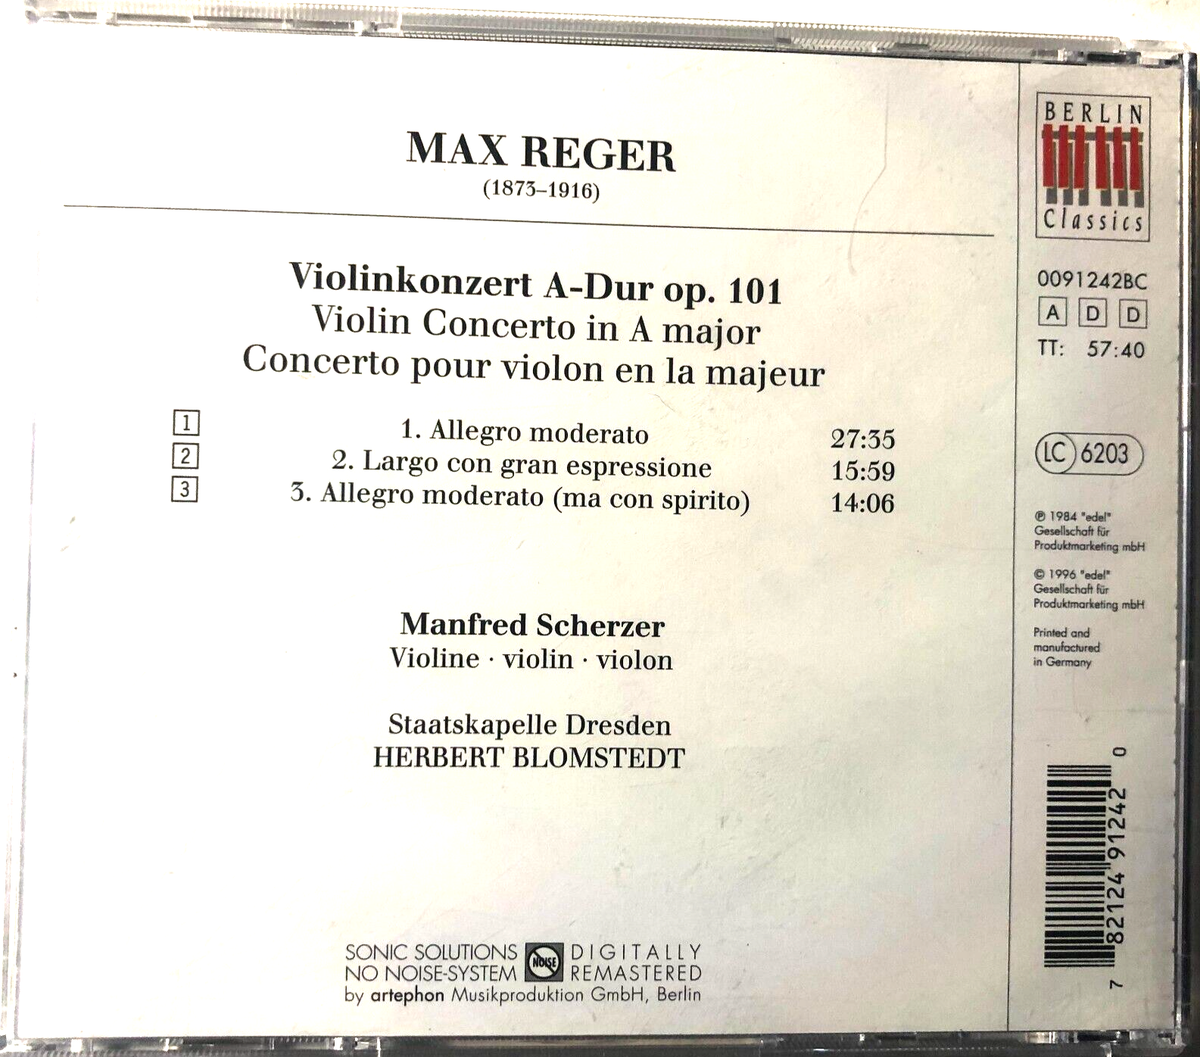 MAX REGER
(1873–1916)
Violinkonzert A-Dur op. 101
Violin Concerto in A major
Concerto pour violon en la majeur
1 1. Allegro moderato 27:35
2 2. Largo con gran espressione 15:59
3 3. Allegro moderato (ma con spirito) 14:06
Manfred Scherzer
Violine · violin · violon
Staatskapelle Dresden
HERBERT BLOMSTEDT
SONIC SOLUTIONS NOISE DIGITALLY
NO NOISE-SYSTEM REMASTERED
by artephon Musikproduktion GmbH, Berlin
BERLIN
Classics
0091242BC
A D D
TT: 57:40
LC 6203
℗ 1984 "edel"
Gesellschaft für
Produktmarketing mbH
© 1996 "edel"
Gesellschaft für
Produktmarketing mbH
Printed and
manufactured
in Germany
7 82124 91242 0